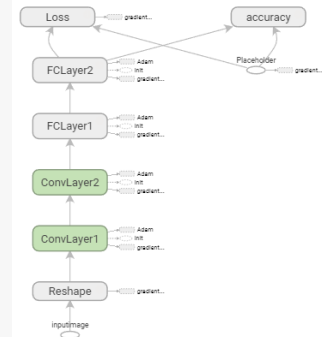 Loss
gradient...
accuracy
FCLayer2
Adam
init
gradient...
Placeholder
gradient...
FCLayer1
Adam
init
gradient...
ConvLayer2
Adam
init
gradient...
ConvLayer1
Adam
init
gradient...
Reshape
gradient...
inputimage